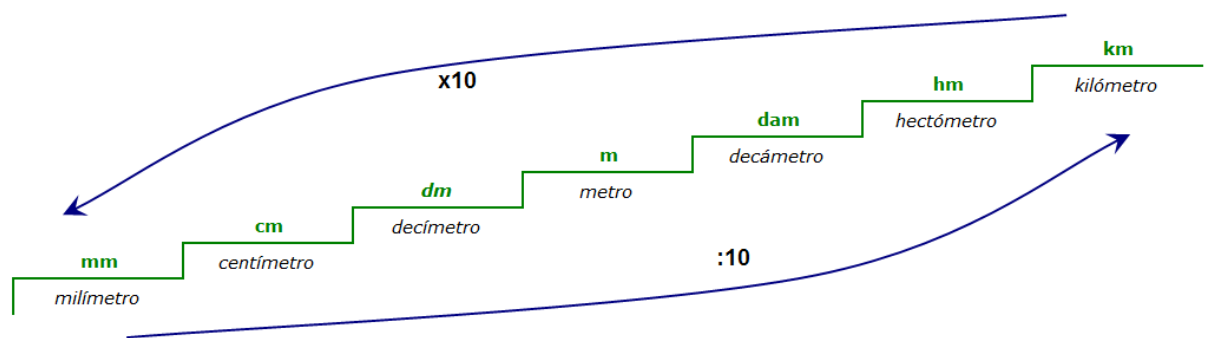 km
kilómetro
x10
hm
hectómetro
dam
decámetro
m
metro
dm
decímetro
cm
centímetro
:10
mm
milímetro